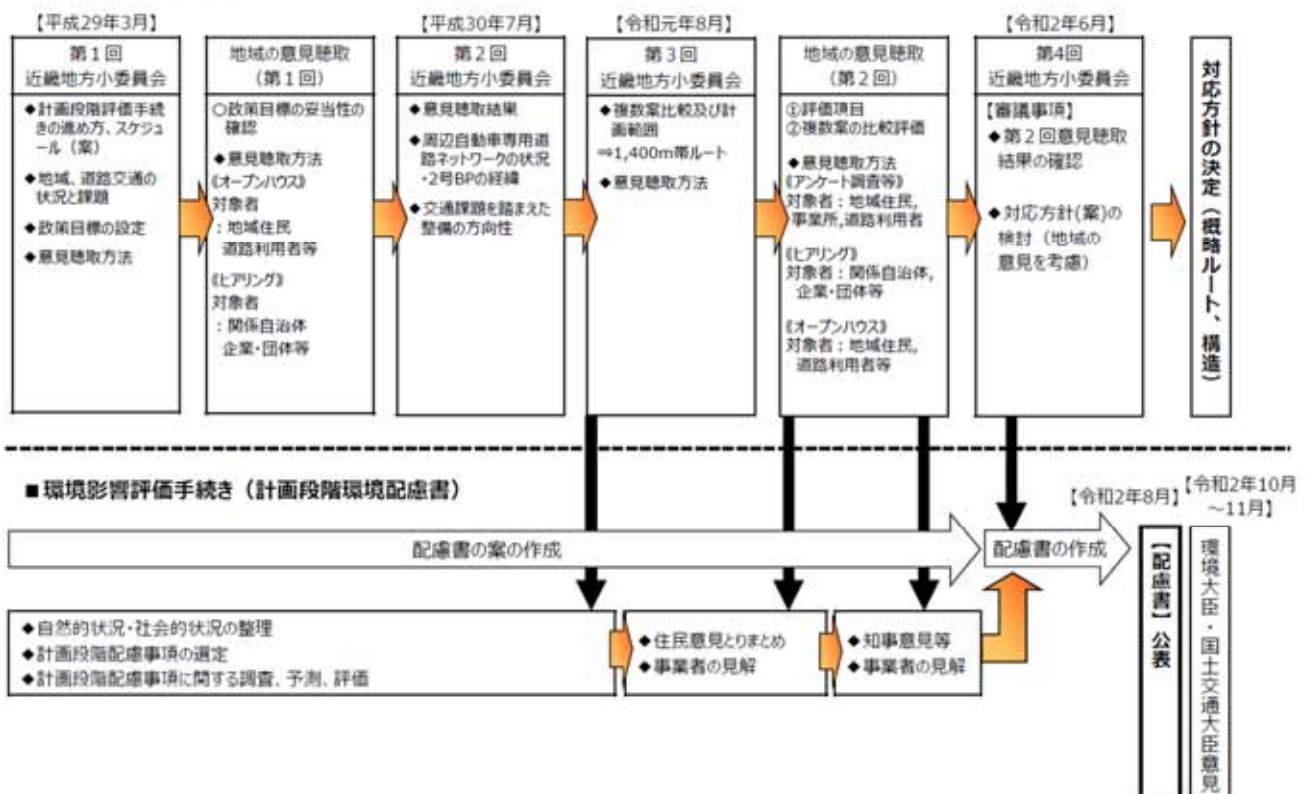 【平成29年3月】
第1回
近畿地方小委員会
◆計画段階評価手続
きの進め方、スケジュ
ール（案）
◆地域、道路交通の
状況と課題
◆政策目標の設定
◆意見聴取方法
地域の意見聴取
（第1回）
○政策目標の妥当性の
確認
◆意見聴取方法
《オープンハウス》
対象者
：地域住民
道路利用者等
《ヒアリング》
対象者
：関係自治体
企業・団体等
【平成30年7月】
第2回
近畿地方小委員会
◆意見聴取結果
◆周辺自動車専用道
路ネットワークの状況
・2号BPの経緯
◆交通課題を踏まえた
整備の方向性
【令和元年8月】
第3回
近畿地方小委員会
◆複数案比較及び計
画範囲
⇒1,400m帯ルート
◆意見聴取方法
地域の意見聴取
（第2回）
①評価項目
②複数案の比較評価
◆意見聴取方法
《アンケート調査等》
対象者：地域住民,
事業所,道路利用者
《ヒアリング》
対象者：関係自治体,
企業・団体等
《オープンハウス》
対象者：地域住民,
道路利用者等
【令和2年6月】
第4回
近畿地方小委員会
【審議事項】
◆第2回意見聴取
結果の確認
◆対応方針(案)の
検討（地域の
意見を考慮）
対応方針の決定（概略ルート、構造）
■環境影響評価手続き（計画段階環境配慮書）
配慮書の案の作成
◆自然的状況・社会的状況の整理
◆計画段階配慮事項の選定
◆計画段階配慮事項に関する調査、予測、評価
◆住民意見とりまとめ
◆事業者の見解
◆知事意見等
◆事業者の見解
配慮書の作成
【令和2年8月】
【配慮書】公表
【令和2年10月
～11月】
環境大臣・国土交通大臣意見